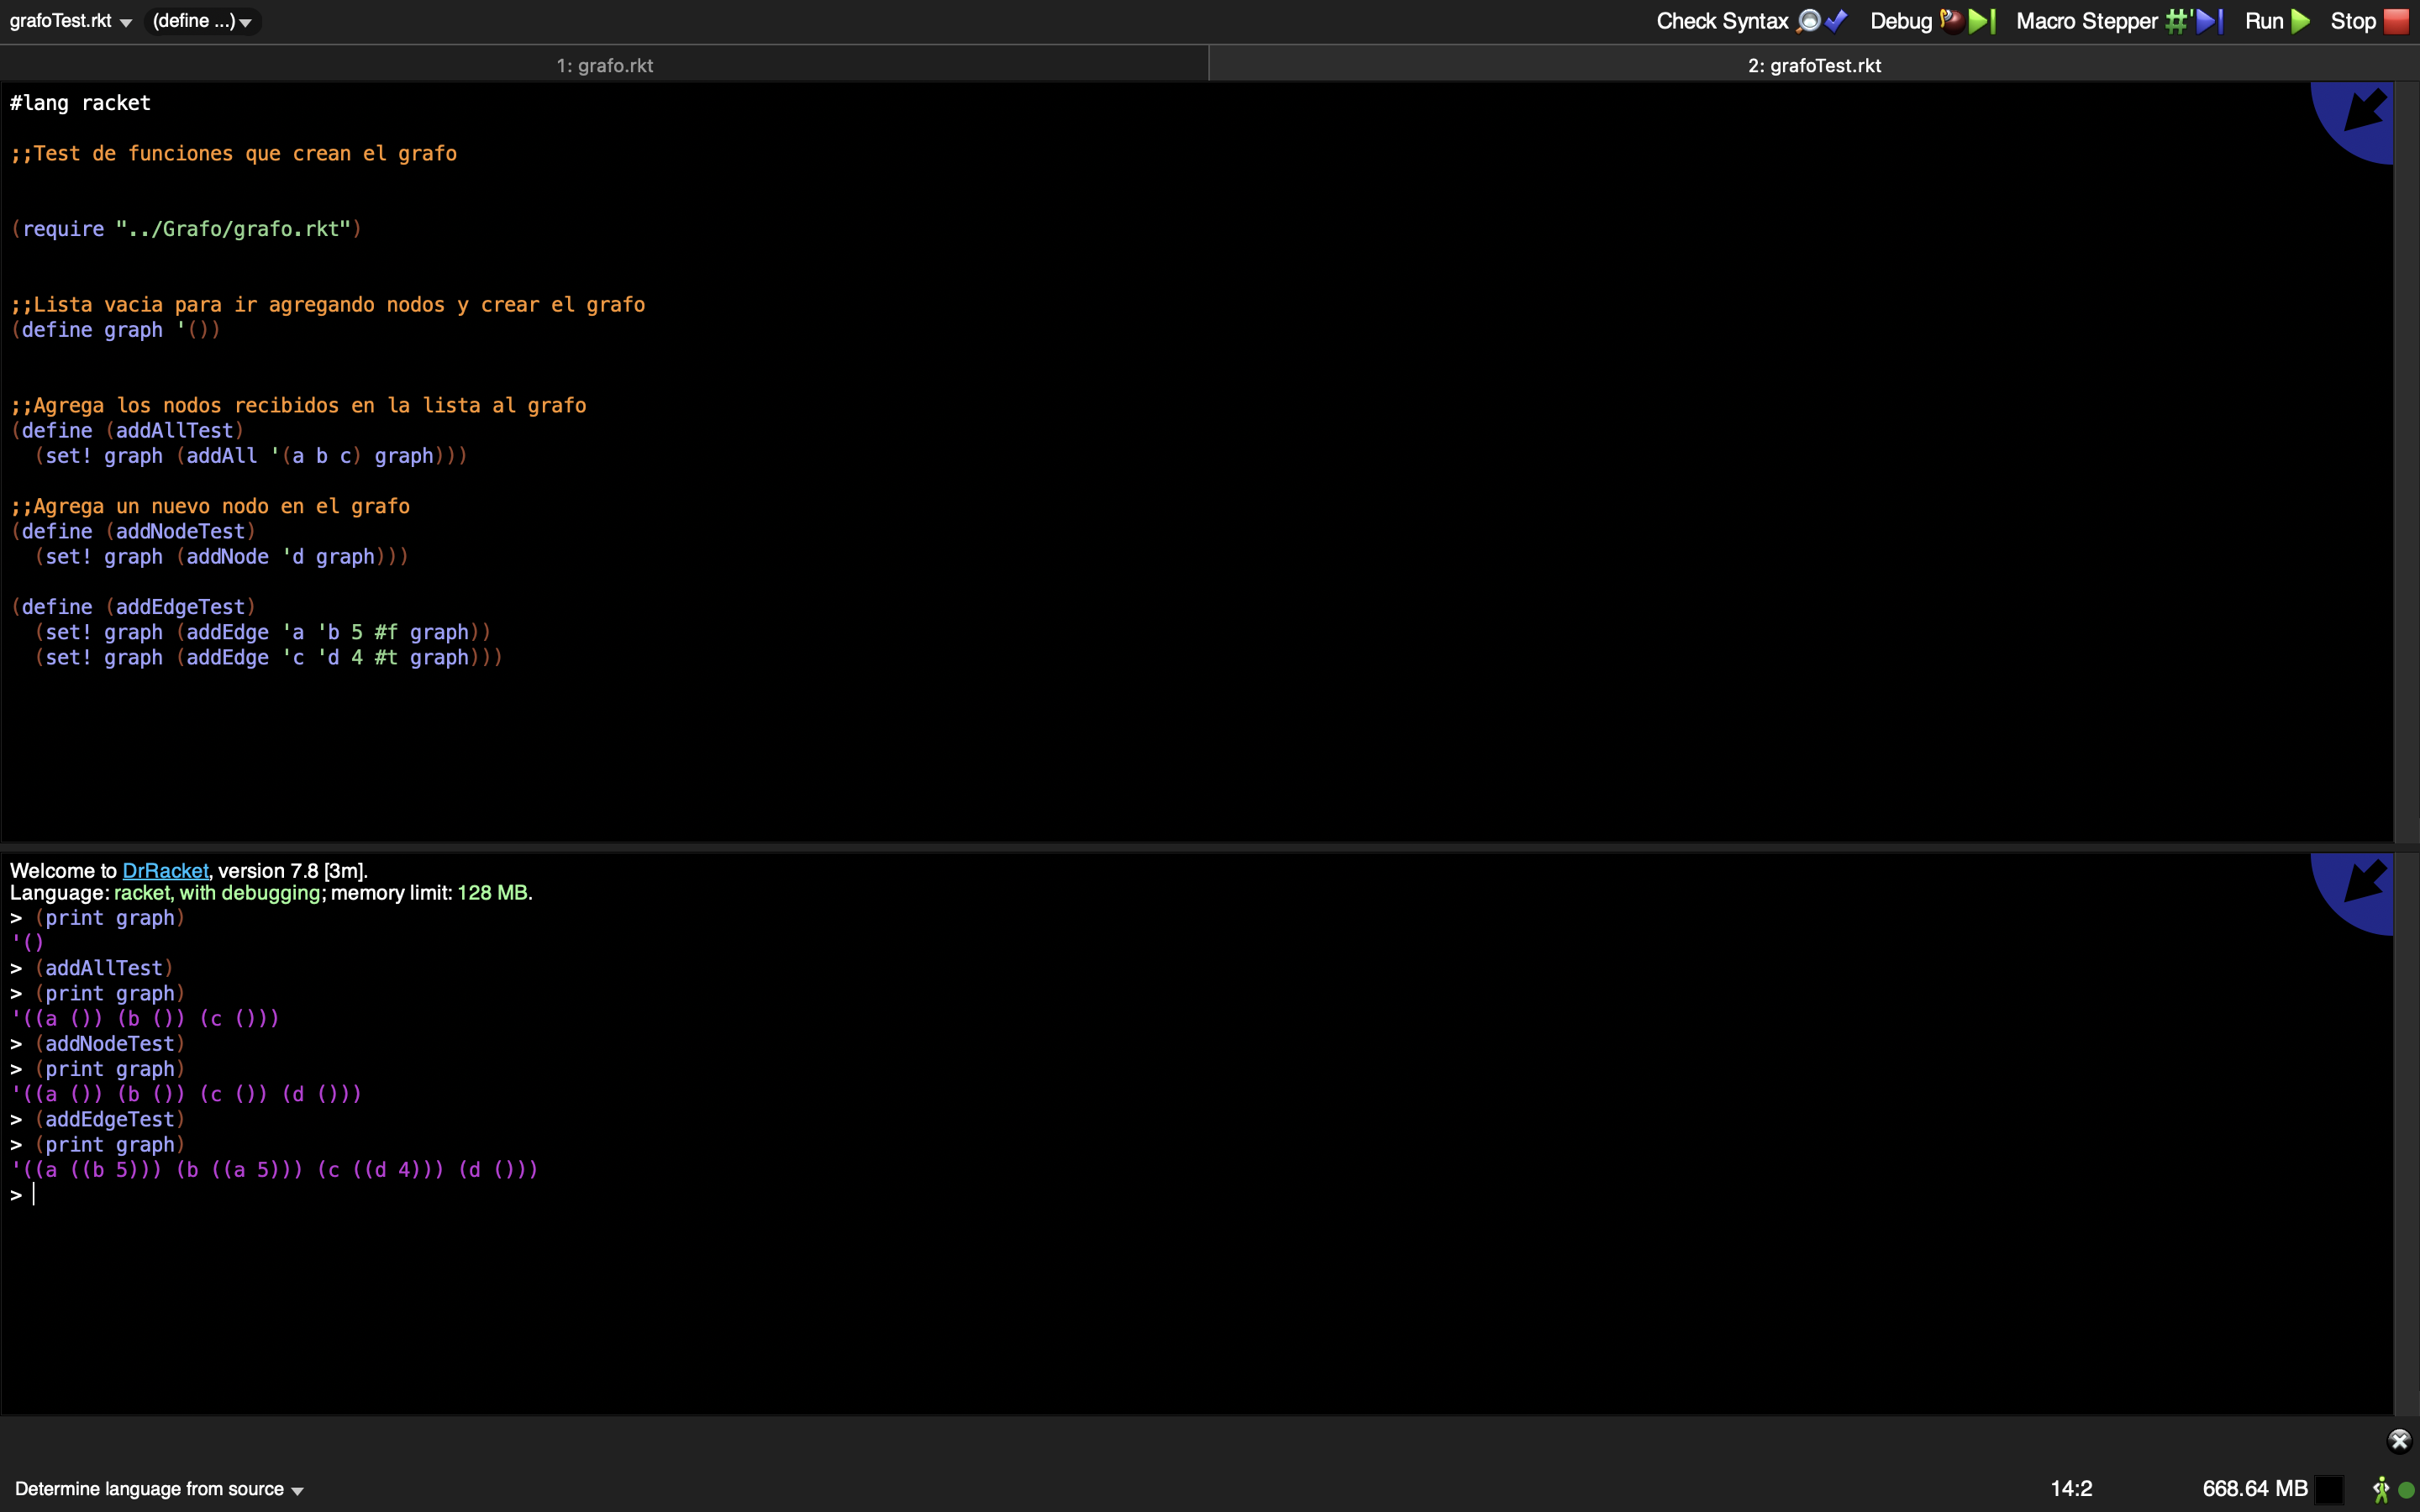 grafoTest.rkt (define ...) Check Syntax Debug Macro Stepper #' Run Stop
1: grafo.rkt 2: grafoTest.rkt
#lang racket
;;Test de funciones que crean el grafo
(require "../Grafo/grafo.rkt")
;;Lista vacia para ir agregando nodos y crear el grafo
(define graph '())
;;Agrega los nodos recibidos en la lista al grafo
(define (addAllTest)
  (set! graph (addAll '(a b c) graph)))
;;Agrega un nuevo nodo en el grafo
(define (addNodeTest)
  (set! graph (addNode 'd graph)))
(define (addEdgeTest)
  (set! graph (addEdge 'a 'b 5 #f graph))
  (set! graph (addEdge 'c 'd 4 #t graph)))
Welcome to DrRacket, version 7.8 [3m].
Language: racket, with debugging; memory limit: 128 MB.
> (print graph)
'()
> (addAllTest)
> (print graph)
'((a ()) (b ()) (c ()))
> (addNodeTest)
> (print graph)
'((a ()) (b ()) (c ()) (d ()))
> (addEdgeTest)
> (print graph)
'((a ((b 5))) (b ((a 5))) (c ((d 4))) (d ()))
>
Determine language from source 14:2 668.64 MB